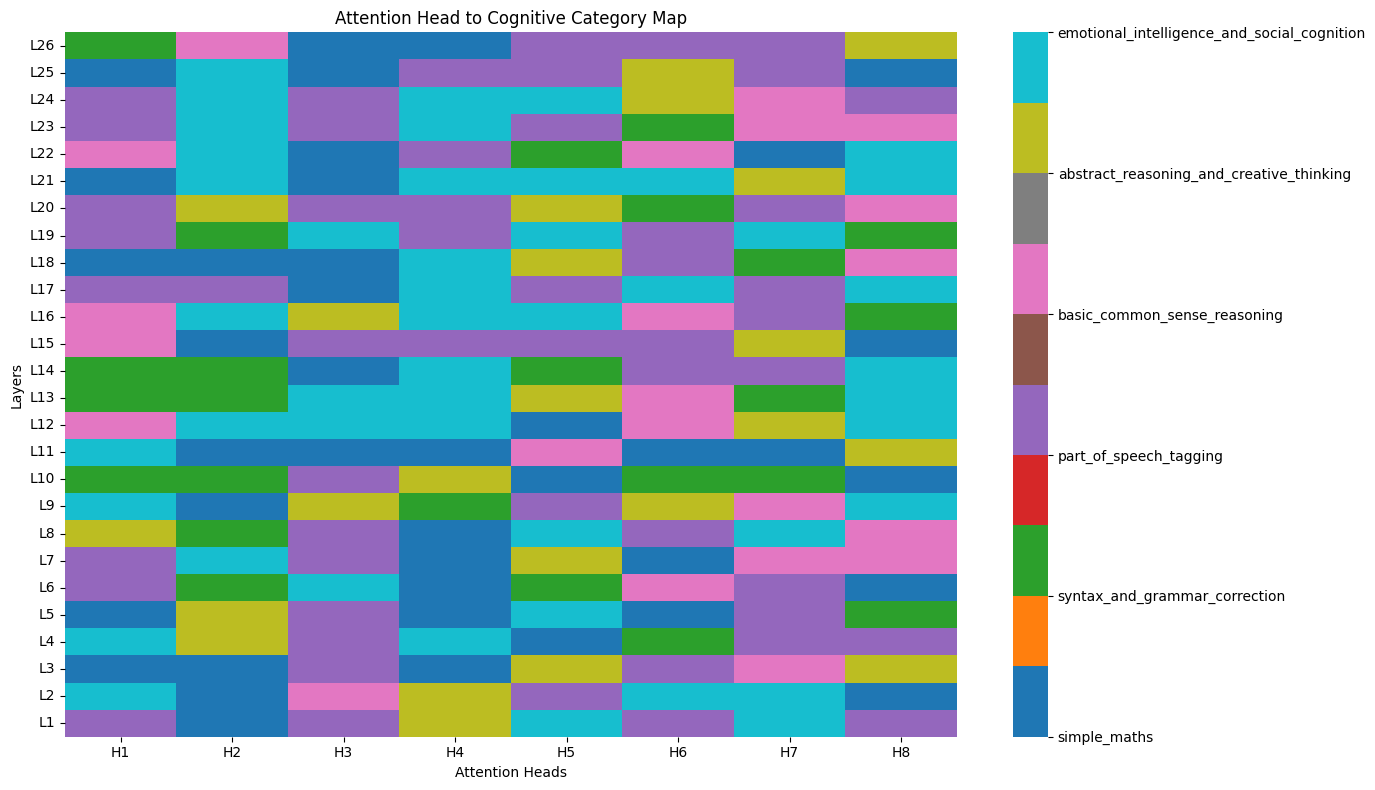 Attention Head to Cognitive Category Map
Layers
L26
L25
L24
L23
L22
L21
L20
L19
L18
L17
L16
L15
L14
L13
L12
L11
L10
L9
L8
L7
L6
L5
L4
L3
L2
L1
H1 H2 H3 H4 H5 H6 H7 H8
Attention Heads
emotional_intelligence_and_social_cognition
abstract_reasoning_and_creative_thinking
basic_common_sense_reasoning
part_of_speech_tagging
syntax_and_grammar_correction
simple_maths